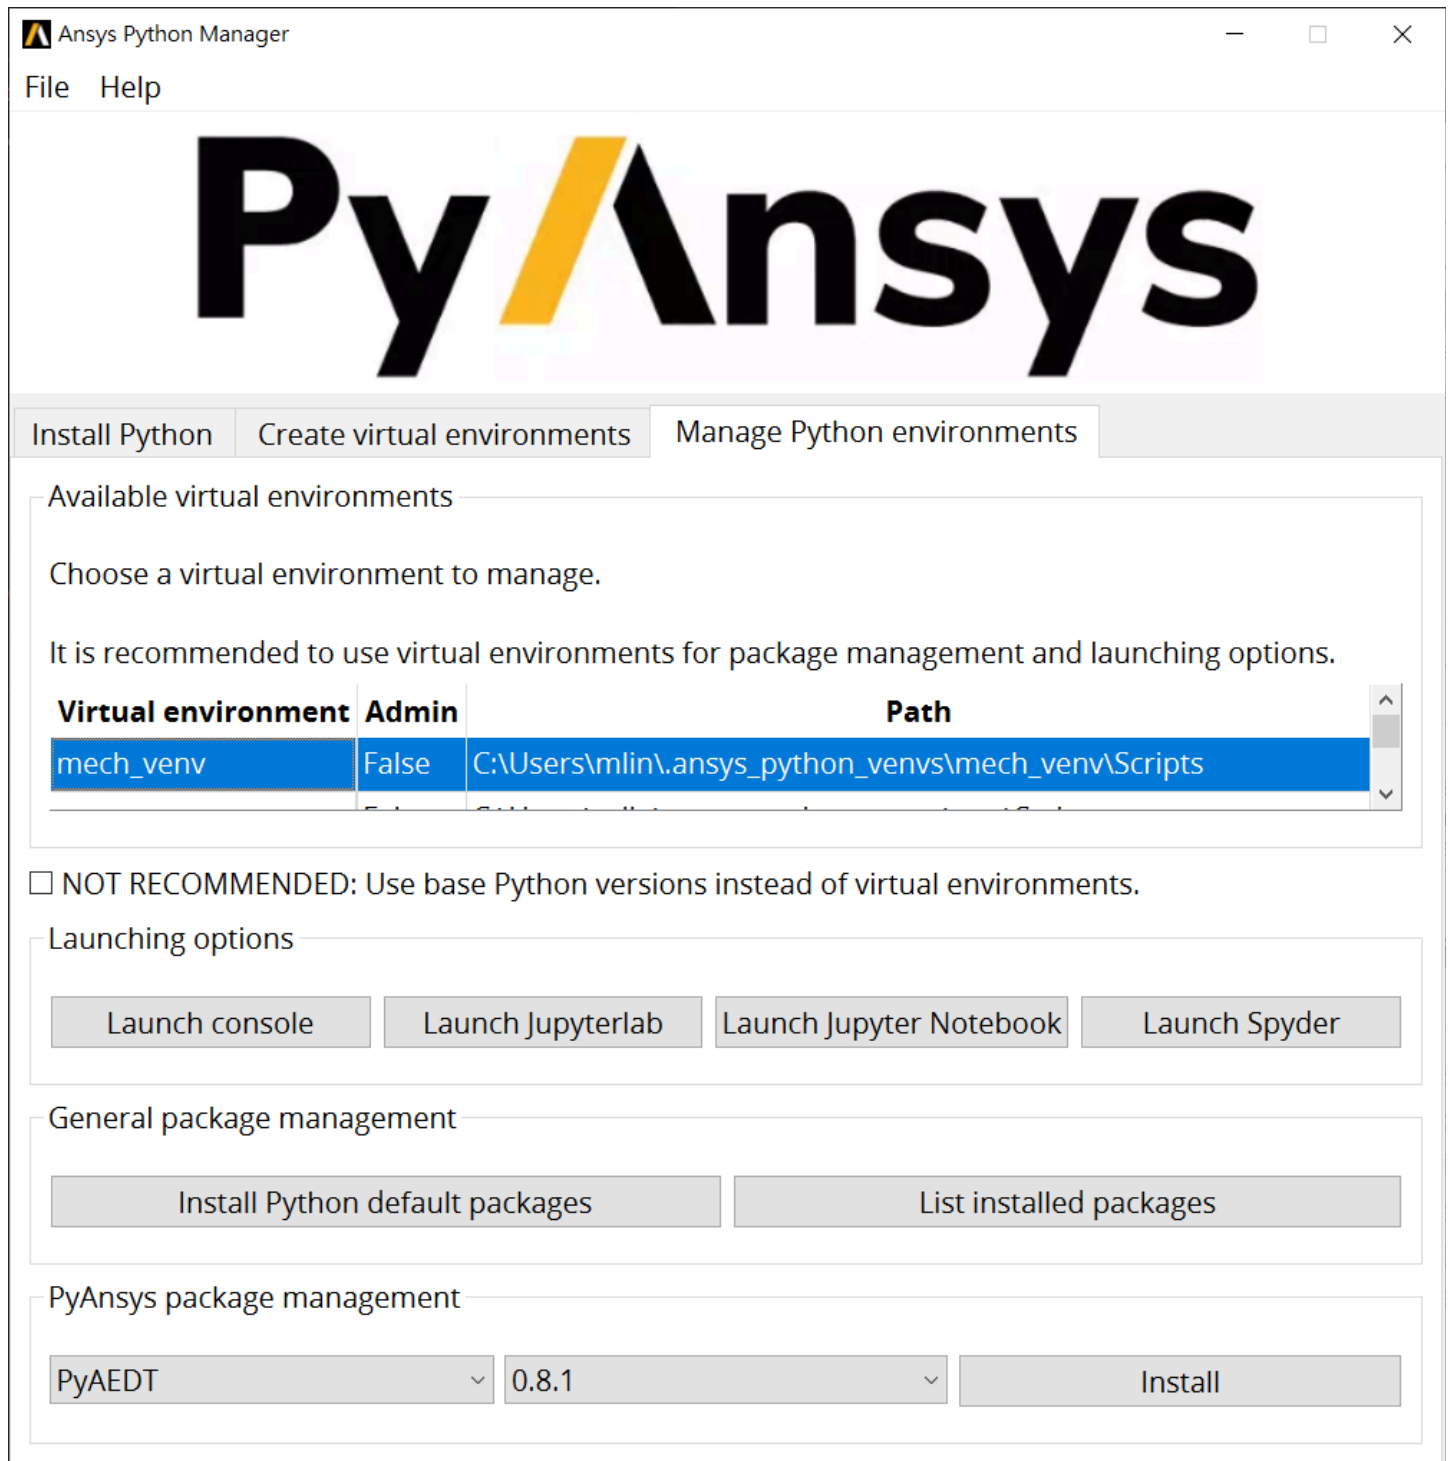 Ansys Python Manager
File Help
PyAnsys
Install Python Create virtual environments Manage Python environments
Available virtual environments
Choose a virtual environment to manage.
It is recommended to use virtual environments for package management and launching options.
Virtual environment Admin Path
mech_venv False C:\Users\mlin\.ansys_python_venvs\mech_venv\Scripts
NOT RECOMMENDED: Use base Python versions instead of virtual environments.
Launching options
Launch console Launch Jupyterlab Launch Jupyter Notebook Launch Spyder
General package management
Install Python default packages List installed packages
PyAnsys package management
PyAEDT 0.8.1 Install